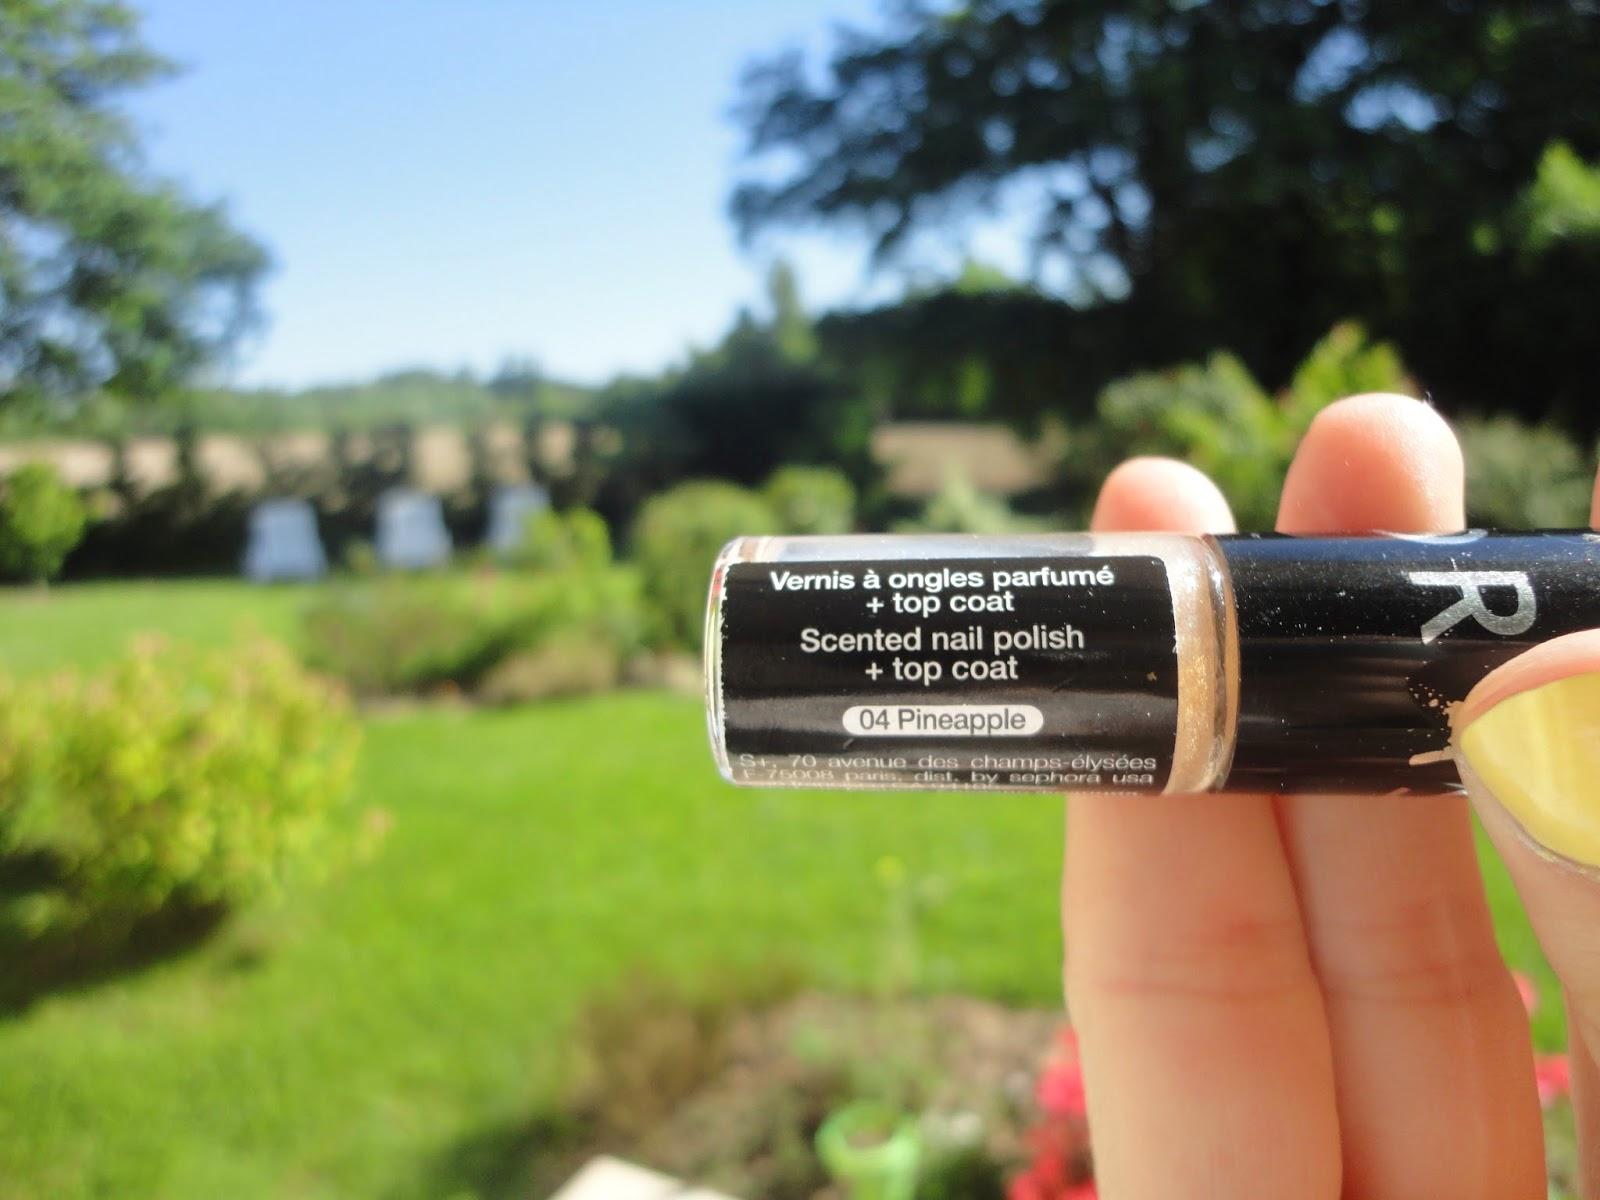 Vernis à ongles parfumé
+ top coat
Scented nail polish
+ top coat
04 Pineapple
S+, 70 avenue des champs-élysées
F-75008 paris, dist. by sephora usa
R